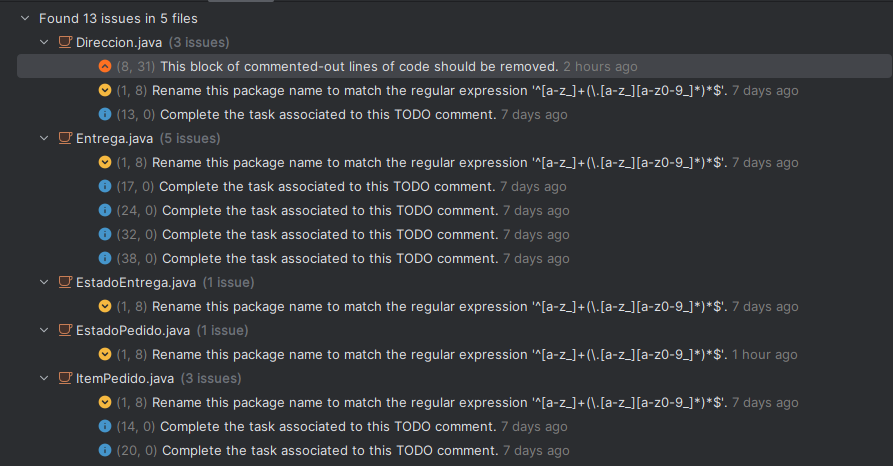 Found 13 issues in 5 files
Direccion.java (3 issues)
(8, 31) This block of commented-out lines of code should be removed. 2 hours ago
(1, 8) Rename this package name to match the regular expression '^[a-z_]+(\.[a-z_][a-z0-9_]*)*$'. 7 days ago
(13, 0) Complete the task associated to this TODO comment. 7 days ago
Entrega.java (5 issues)
(1, 8) Rename this package name to match the regular expression '^[a-z_]+(\.[a-z_][a-z0-9_]*)*$'. 7 days ago
(17, 0) Complete the task associated to this TODO comment. 7 days ago
(24, 0) Complete the task associated to this TODO comment. 7 days ago
(32, 0) Complete the task associated to this TODO comment. 7 days ago
(38, 0) Complete the task associated to this TODO comment. 7 days ago
EstadoEntrega.java (1 issue)
(1, 8) Rename this package name to match the regular expression '^[a-z_]+(\.[a-z_][a-z0-9_]*)*$'. 7 days ago
EstadoPedido.java (1 issue)
(1, 8) Rename this package name to match the regular expression '^[a-z_]+(\.[a-z_][a-z0-9_]*)*$'. 1 hour ago
ItemPedido.java (3 issues)
(1, 8) Rename this package name to match the regular expression '^[a-z_]+(\.[a-z_][a-z0-9_]*)*$'. 7 days ago
(14, 0) Complete the task associated to this TODO comment. 7 days ago
(20, 0) Complete the task associated to this TODO comment. 7 days ago